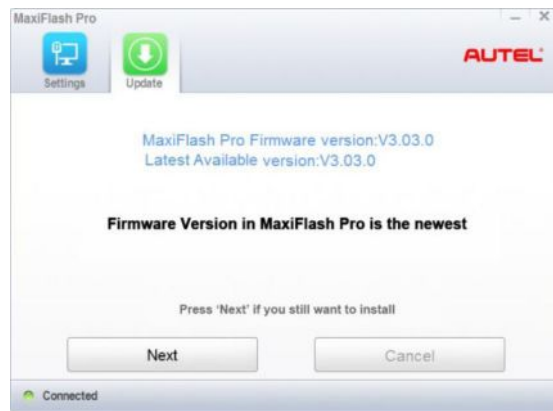 MaxiFlash Pro
AUTEL
Settings
Update
MaxiFlash Pro Firmware version:V3.03.0
Latest Available version:V3.03.0
Firmware Version in MaxiFlash Pro is the newest
Press 'Next' if you still want to install
Next
Cancel
Connected